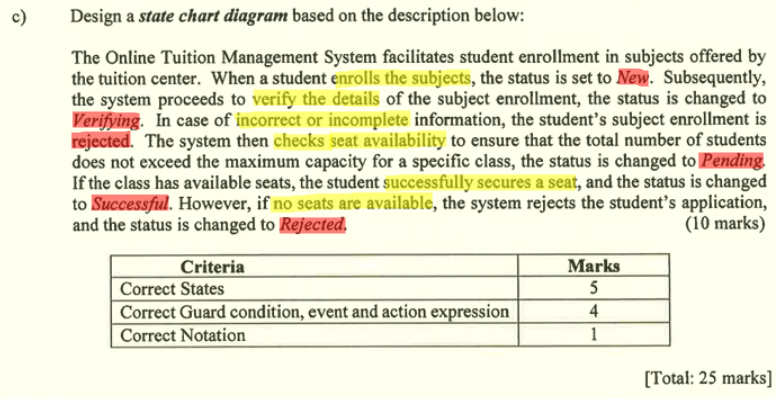 c) Design a state chart diagram based on the description below:
The Online Tuition Management System facilitates student enrollment in subjects offered by
the tuition center. When a student enrolls the subjects, the status is set to New. Subsequently,
the system proceeds to verify the details of the subject enrollment, the status is changed to
Verifying. In case of incorrect or incomplete information, the student's subject enrollment is
rejected. The system then checks seat availability to ensure that the total number of students
does not exceed the maximum capacity for a specific class, the status is changed to Pending.
If the class has available seats, the student successfully secures a seat, and the status is changed
to Successful. However, if no seats are available, the system rejects the student's application,
and the status is changed to Rejected. (10 marks)
Criteria Marks
Correct States 5
Correct Guard condition, event and action expression 4
Correct Notation 1
[Total: 25 marks]